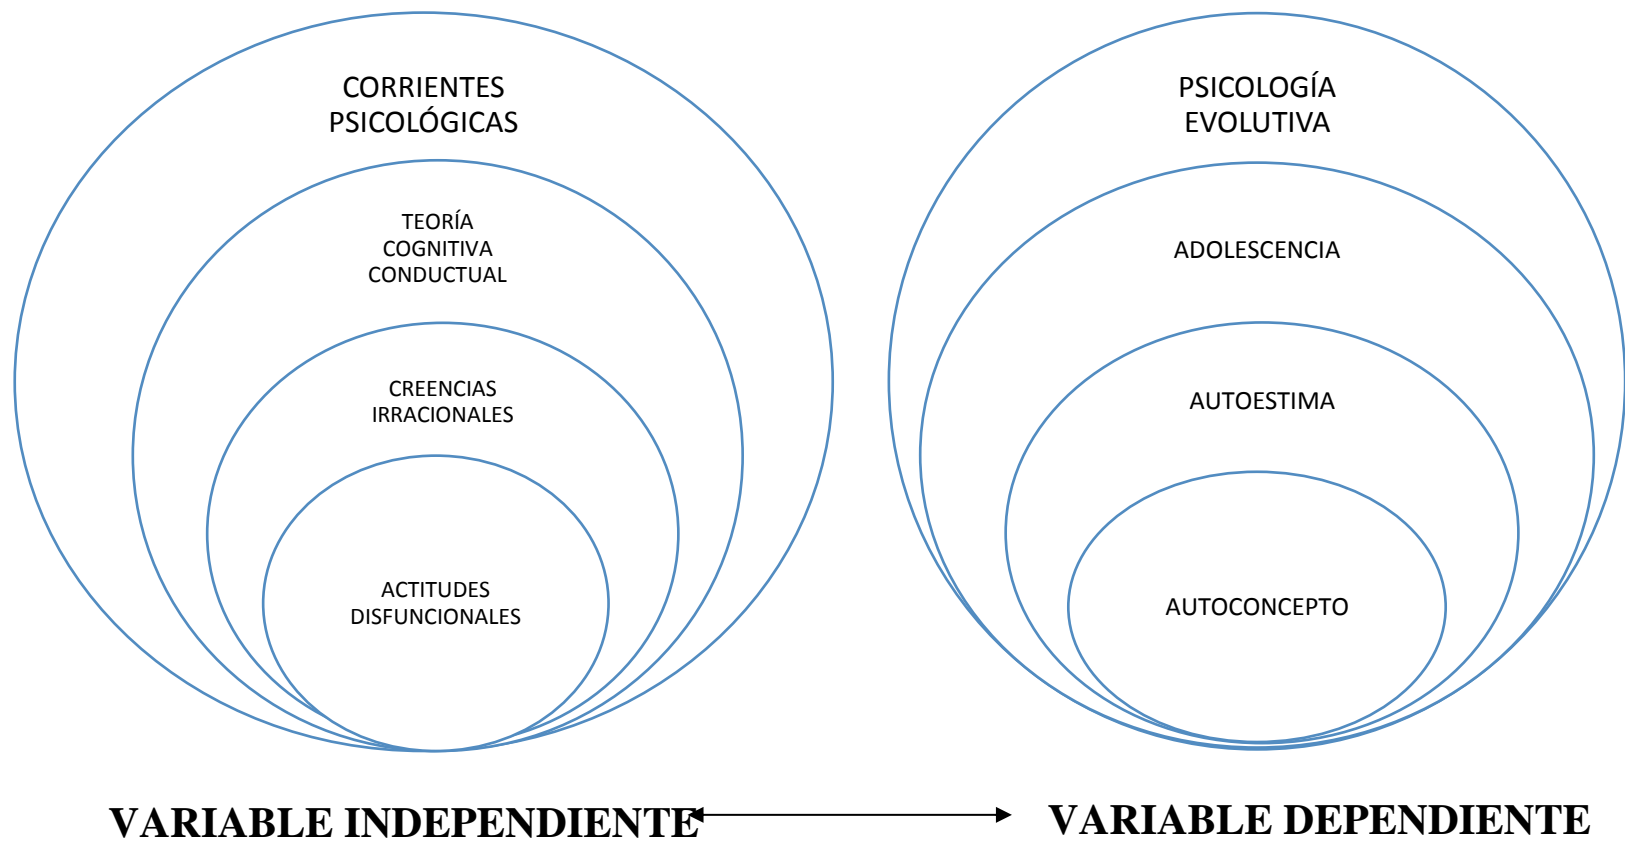 CORRIENTES
PSICOLÓGICAS
TEORÍA
COGNITIVA
CONDUCTUAL
CREENCIAS
IRRACIONALES
ACTITUDES
DISFUNCIONALES
PSICOLOGÍA
EVOLUTIVA
ADOLESCENCIA
AUTOESTIMA
AUTOCONCEPTO
VARIABLE INDEPENDIENTE
VARIABLE DEPENDIENTE